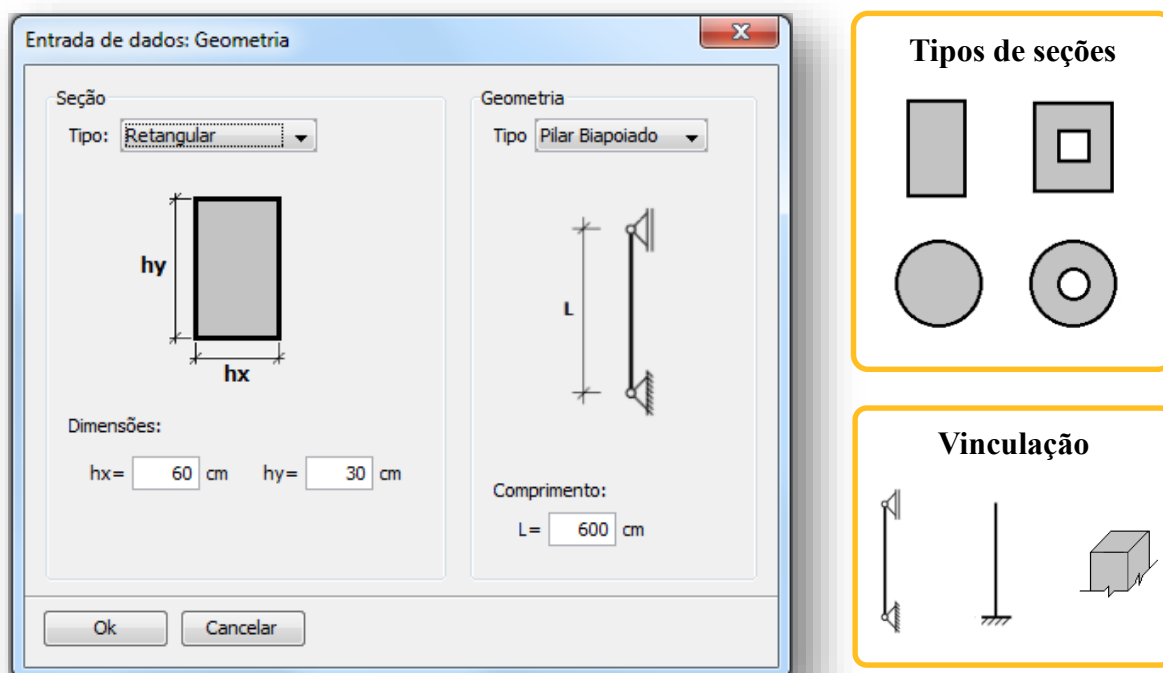 Entrada de dados: Geometria
Seção
Tipo: Retangular
hy
hx
Dimensões:
hx= 60 cm hy= 30 cm
Geometria
Tipo Pilar Biapoiado
L
Comprimento:
L= 600 cm
Ok Cancelar
Tipos de seções
Vinculação